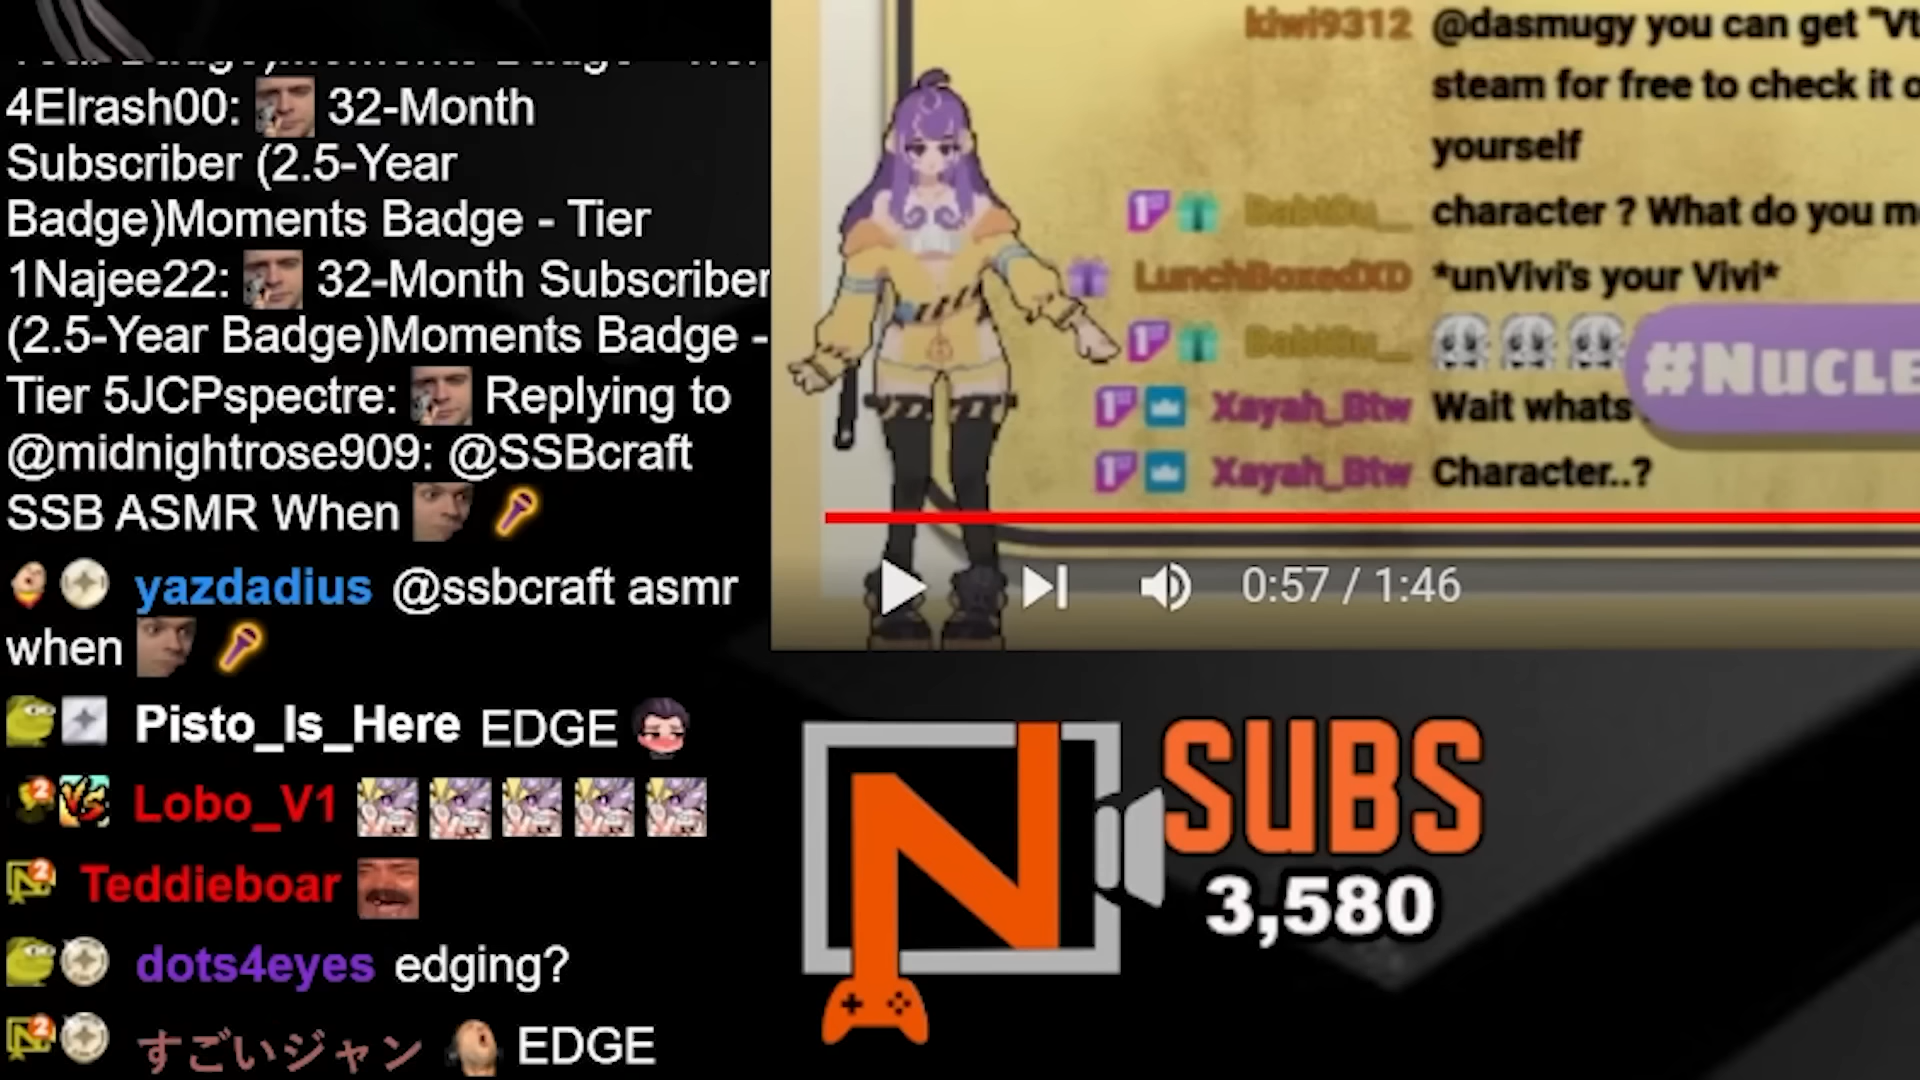 4Elrash00: 32-Month
Subscriber (2.5-Year
Badge)Moments Badge - Tier
1Najee22: 32-Month Subscriber
(2.5-Year Badge)Moments Badge -
Tier 5JCPspectre: Replying to
@midnightrose909: @SSBcraft
SSB ASMR When
yazdadius @ssbcraft asmr
when
Pisto_Is_Here EDGE
Lobo_V1
Teddieboar
dots4eyes edging?
すごいジャン EDGE
kiwi9312 @dasmugy you can get "Vt
steam for free to check it o
yourself
character ? What do you m
LunchBoxedXD *unVivi's your Vivi*
#NUCLE
Xayah_Btw Wait whats
Xayah_Btw Character..?
0:57 / 1:46
SUBS
3,580